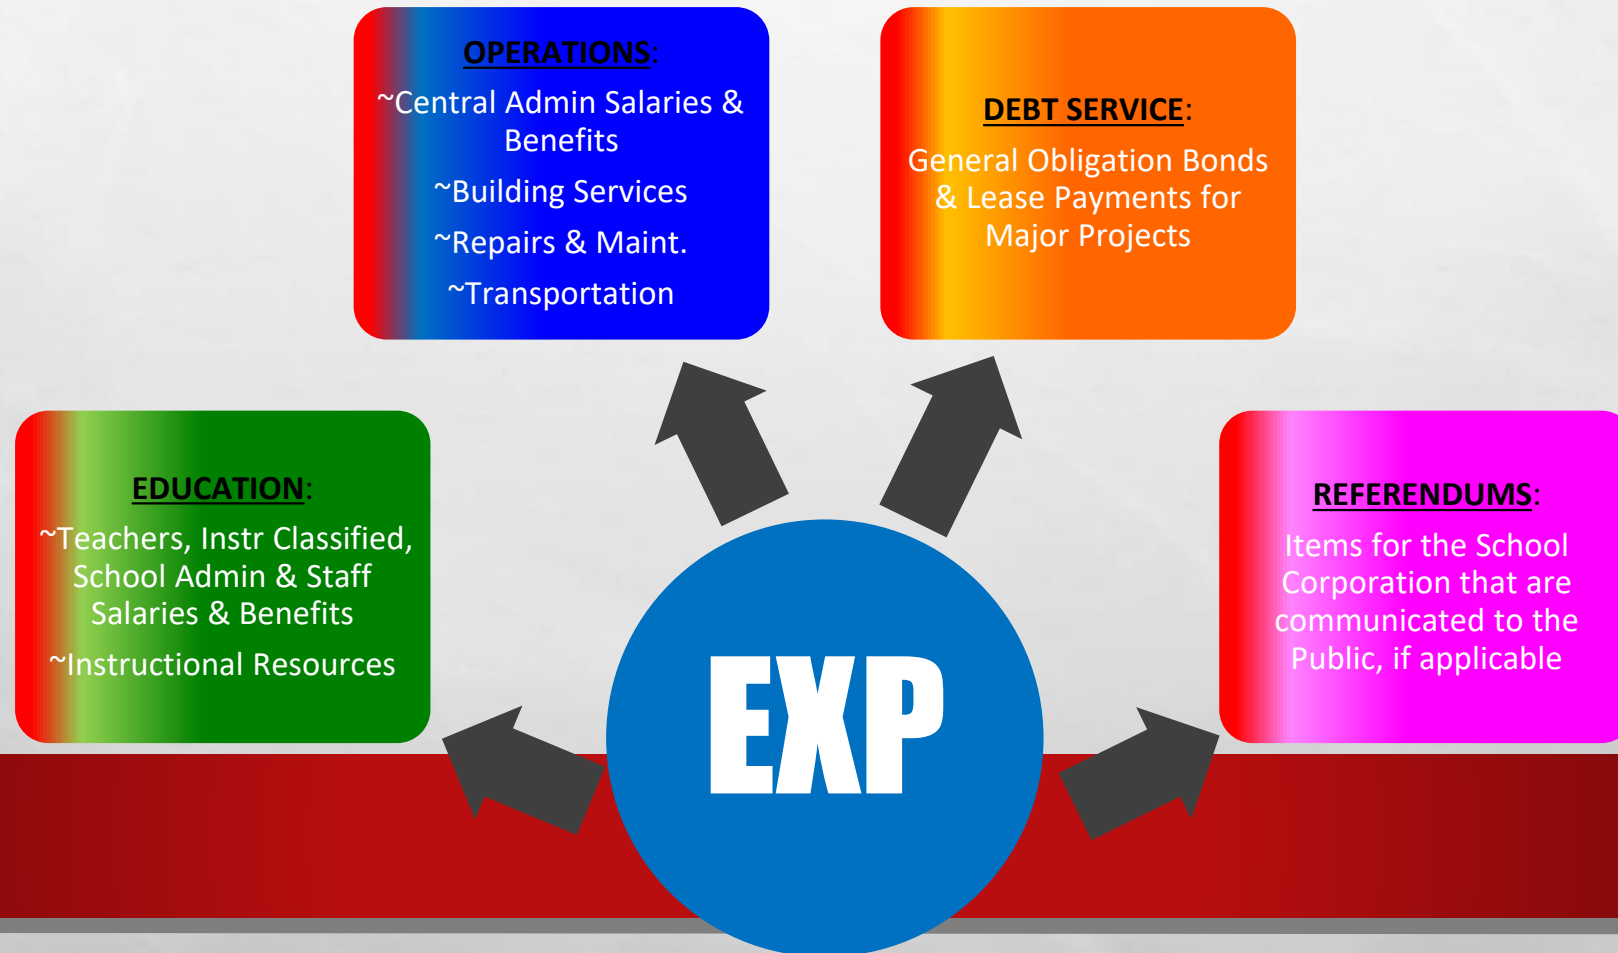 OPERATIONS:
~Central Admin Salaries &
Benefits
~Building Services
~Repairs & Maint.
~Transportation
DEBT SERVICE:
General Obligation Bonds
& Lease Payments for
Major Projects
EDUCATION:
~Teachers, Instr Classified,
School Admin & Staff
Salaries & Benefits
~Instructional Resources
REFERENDUMS:
Items for the School
Corporation that are
communicated to the
Public, if applicable
EXP